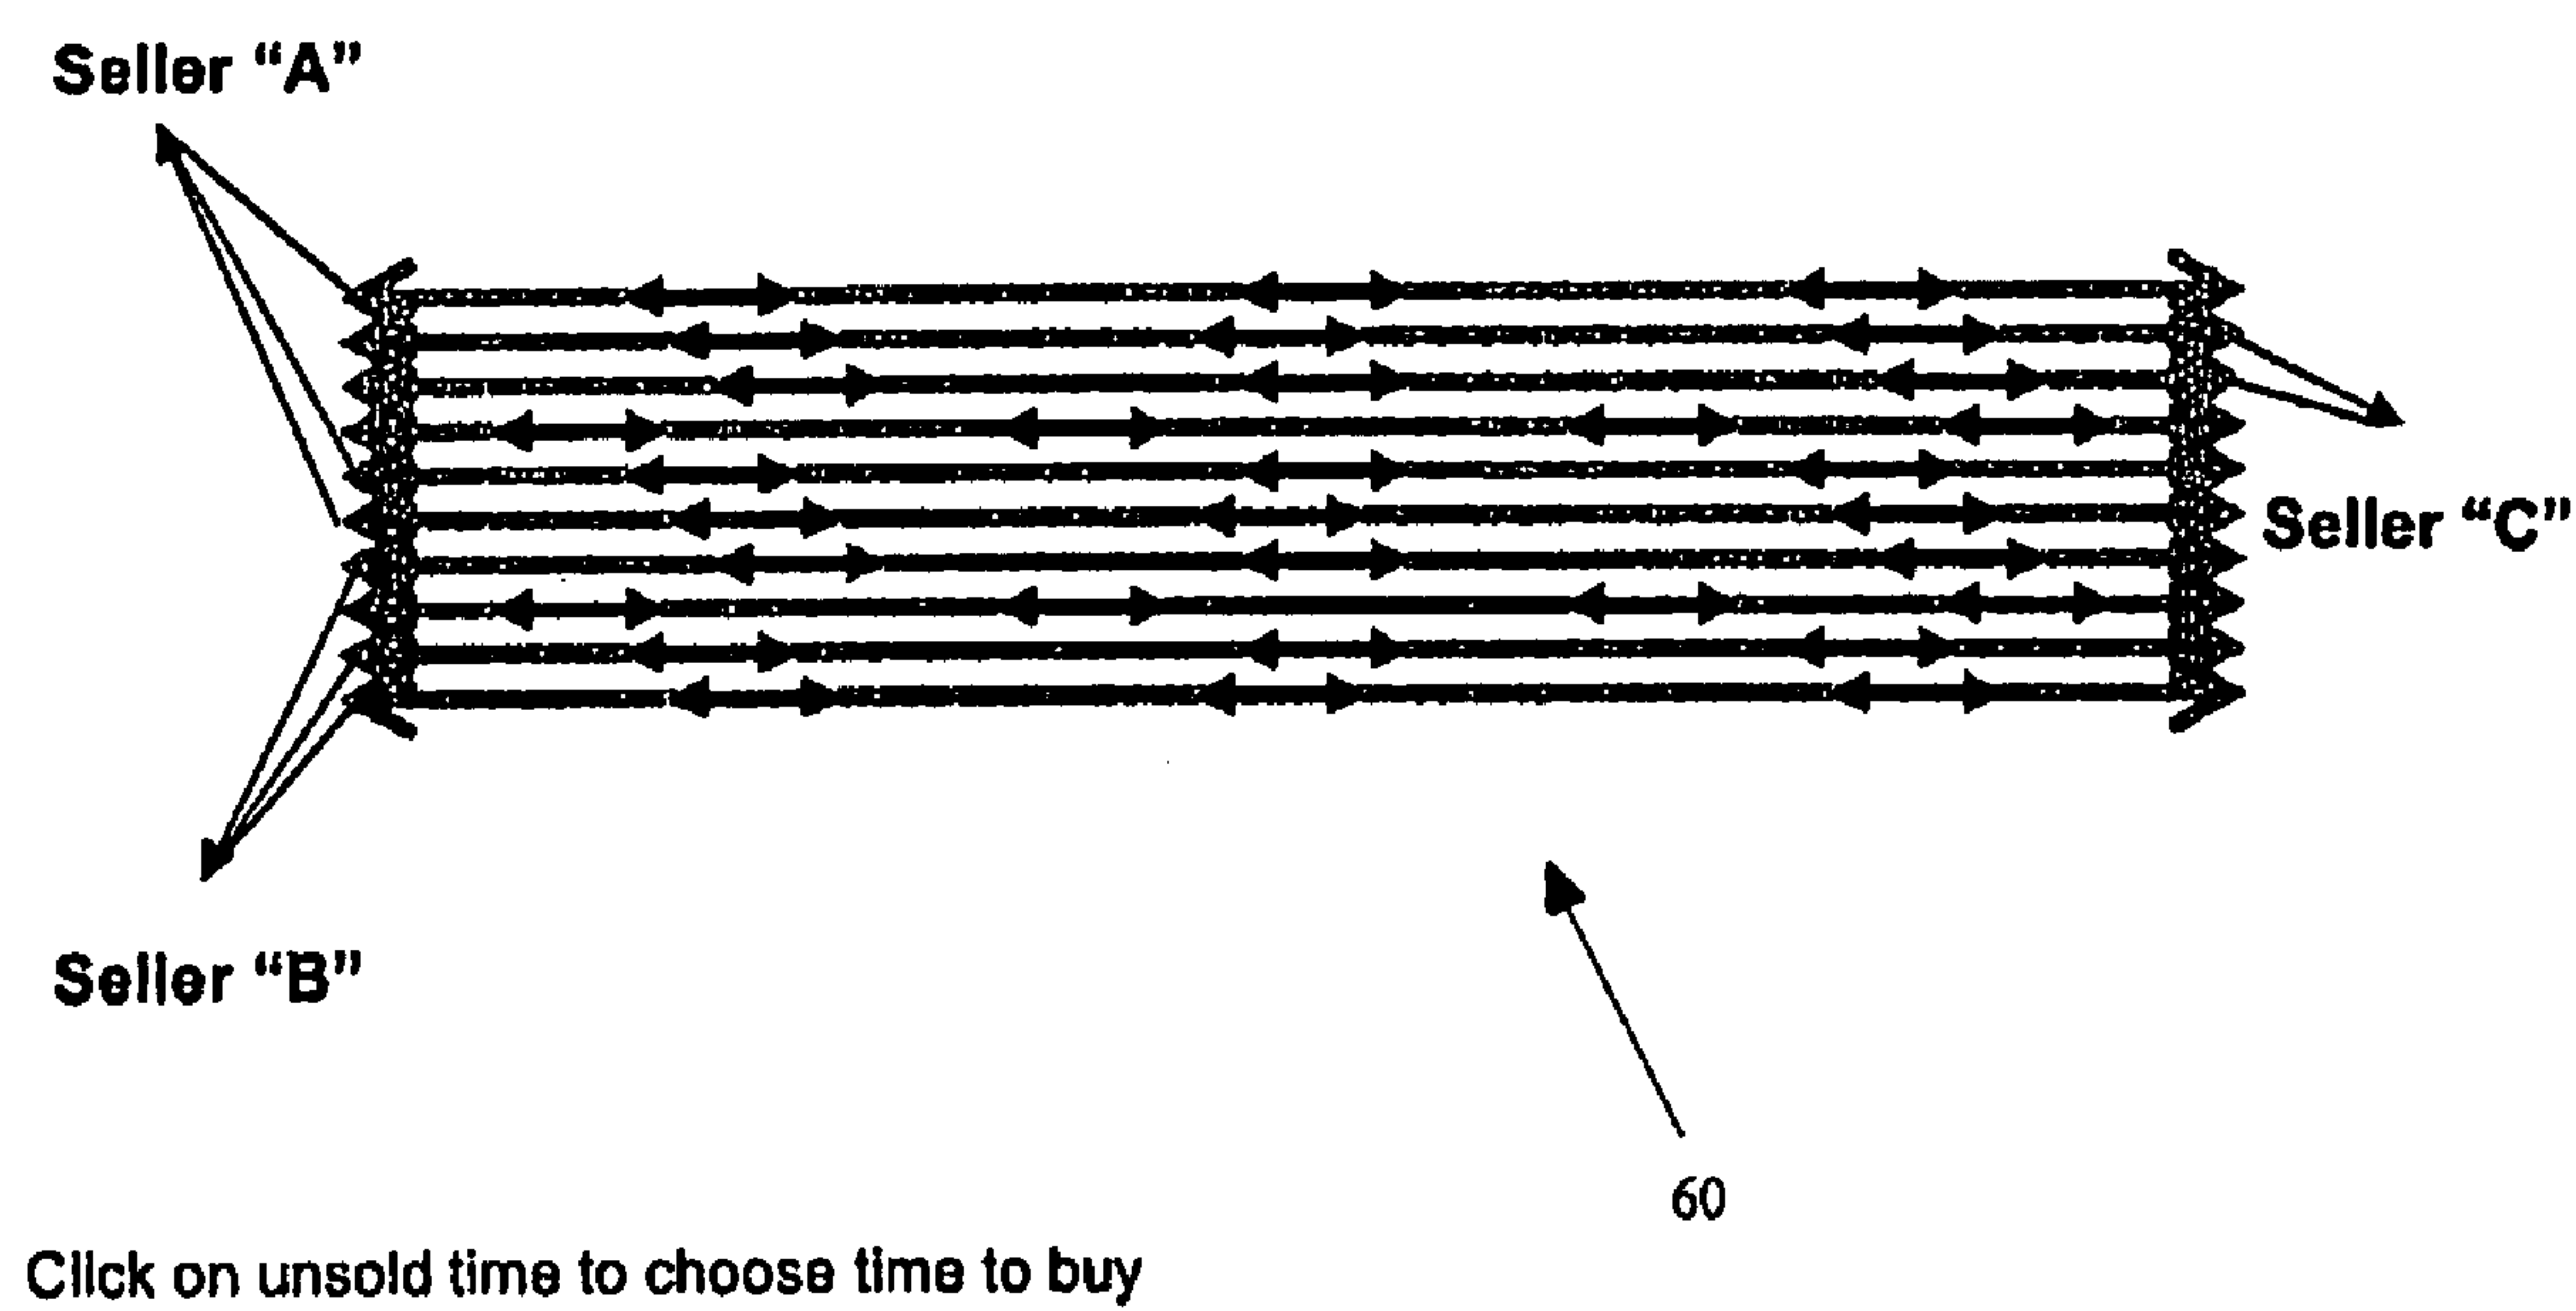 Seller “A”
Seller “C”
Seller “B”
60
Click on unsold time to choose time to buy